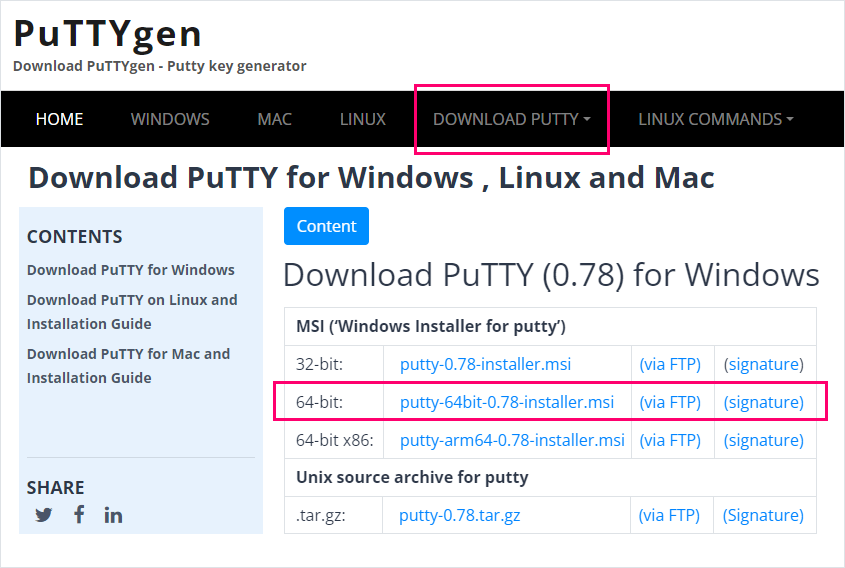 PuTTYgen
Download PuTTYgen - Putty key generator
HOME WINDOWS MAC LINUX DOWNLOAD PUTTY LINUX COMMANDS
Download PuTTY for Windows , Linux and Mac
CONTENTS
Download PuTTY for Windows
Download PuTTY on Linux and
Installation Guide
Download PuTTY for Mac and
Installation Guide
SHARE
Content
Download PuTTY (0.78) for Windows
MSI (‘Windows Installer for putty’)
32-bit: putty-0.78-installer.msi (via FTP) (signature)
64-bit: putty-64bit-0.78-installer.msi (via FTP) (signature)
64-bit x86: putty-arm64-0.78-installer.msi (via FTP) (signature)
Unix source archive for putty
.tar.gz: putty-0.78.tar.gz (via FTP) (Signature)